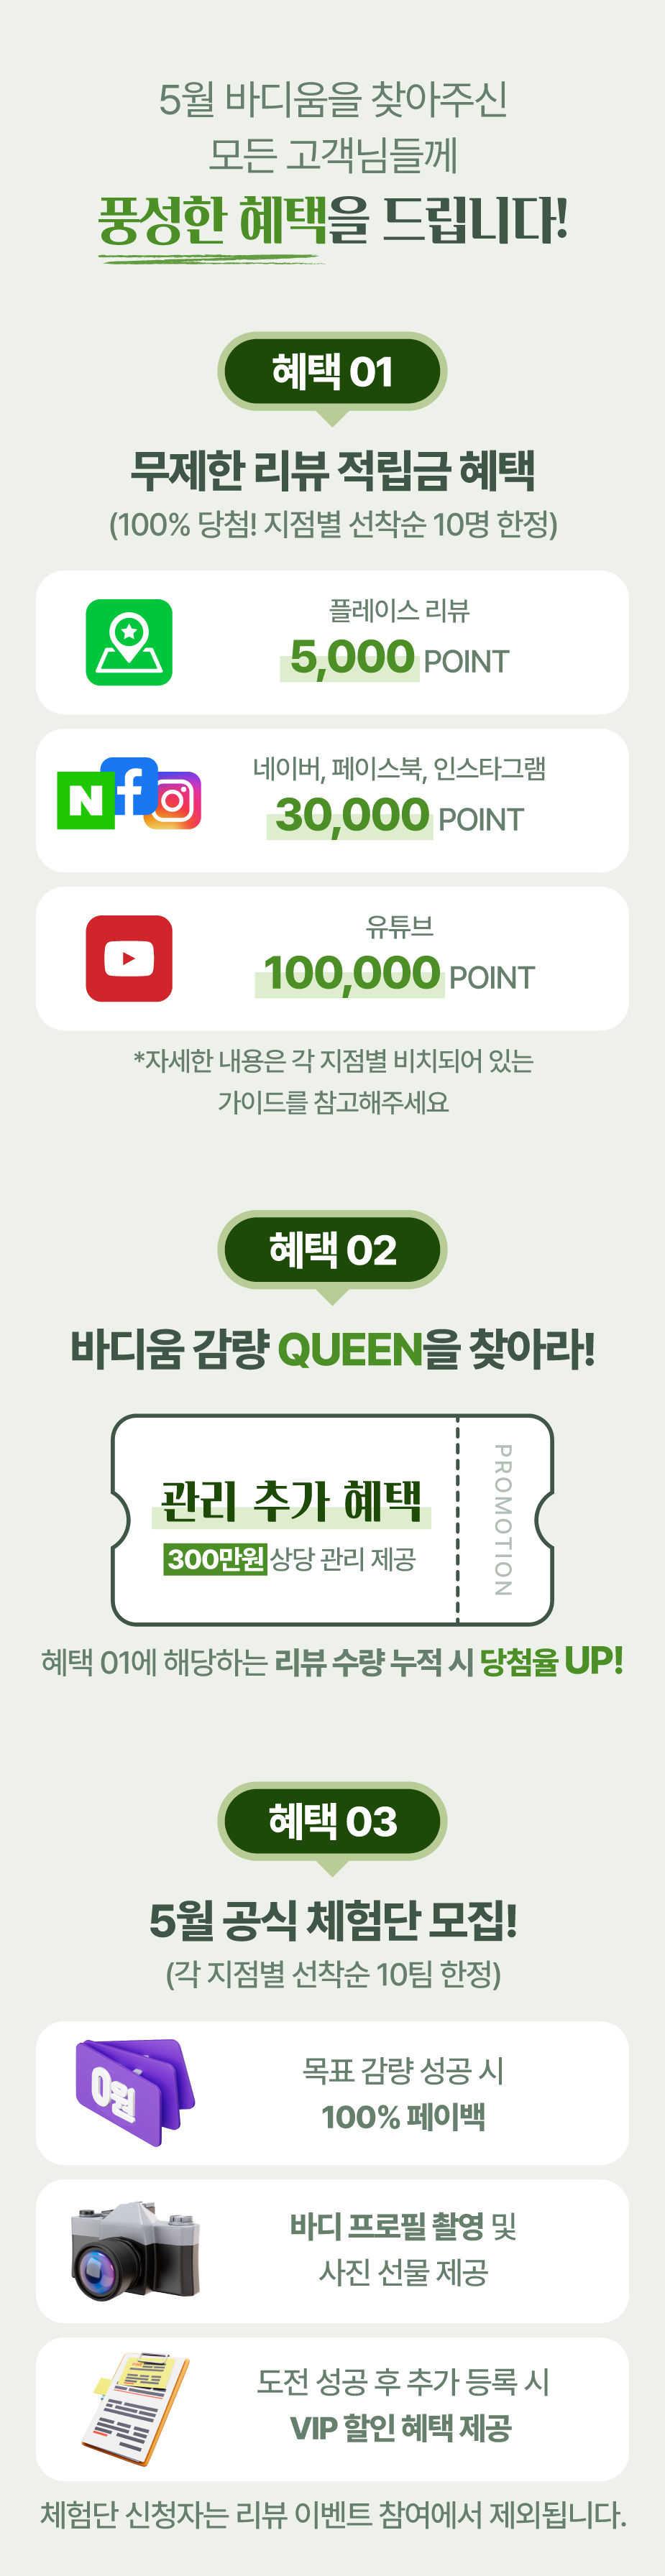 5월 바디움을 찾아주신
모든 고객님들께
풍성한 혜택을 드립니다!
혜택 01
무제한 리뷰 적립금 혜택
(100% 당첨! 지점별 선착순 10명 한정)
플레이스 리뷰
5,000 POINT
N f
네이버, 페이스북, 인스타그램
30,000 POINT
유튜브
100,000 POINT
*자세한 내용은 각 지점별 비치되어 있는
가이드를 참고해주세요
혜택 02
바디움 감량 QUEEN을 찾아라!
관리 추가 혜택
300만원 상당 관리 제공
PROMOTION
혜택 01에 해당하는 리뷰 수량 누적 시 당첨율 UP!
혜택 03
5월 공식 체험단 모집!
(각 지점별 선착순 10팀 한정)
0원
목표 감량 성공 시
100% 페이백
바디 프로필 촬영 및
사진 선물 제공
도전 성공 후 추가 등록 시
VIP 할인 혜택 제공
체험단 신청자는 리뷰 이벤트 참여에서 제외됩니다.